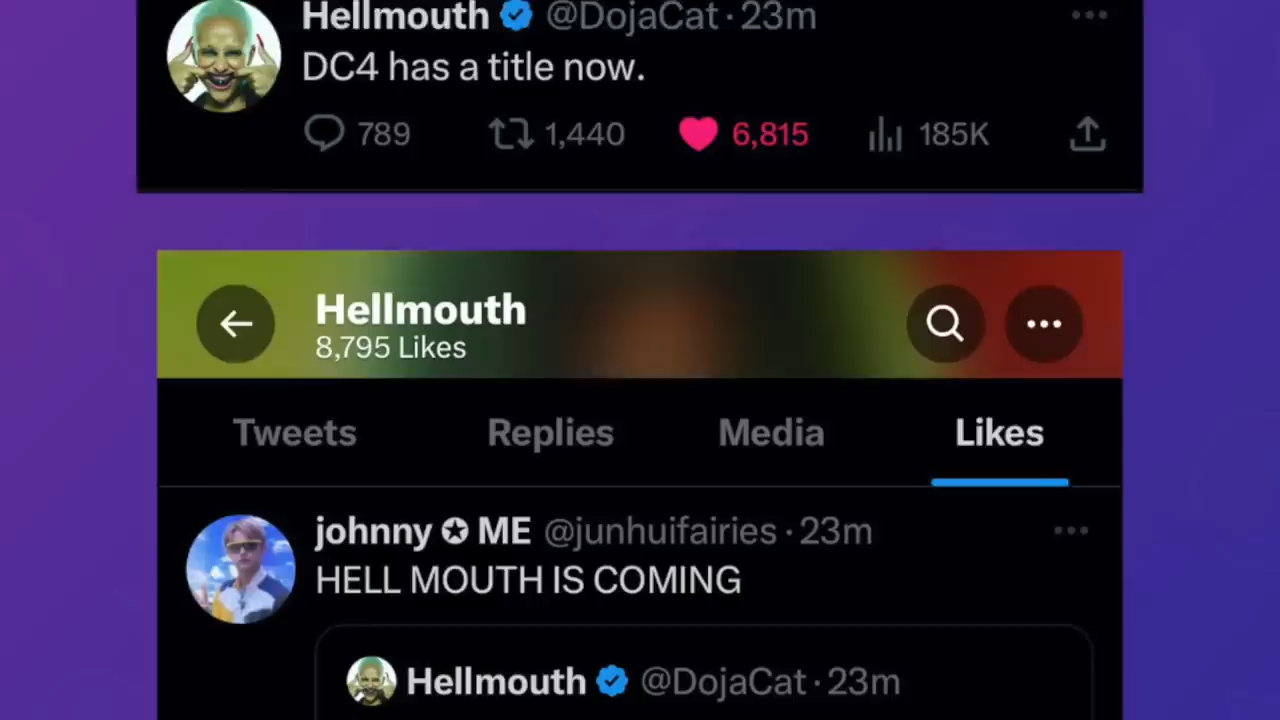 Hellmouth @DojaCat · 23m
DC4 has a title now.
789 1,440 6,815 185K
Hellmouth
8,795 Likes
Tweets Replies Media Likes
johnny ✪ ME @junhuifairies · 23m
HELL MOUTH IS COMING
Hellmouth @DojaCat · 23m